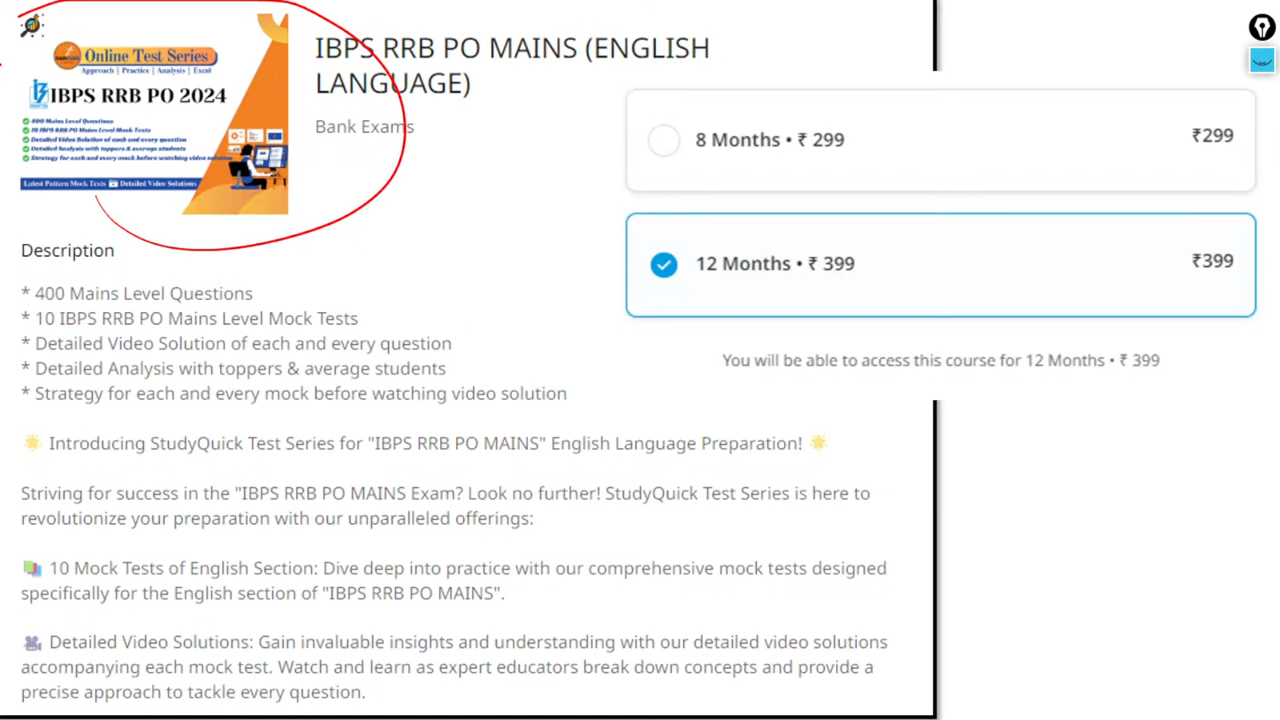 Online Test Series
Approach | Practice | Analysis | Excel
IBPS RRB PO 2024
400 Mains Level Questions
10 IBPS RRB PO Mains Level Mock Tests
Detailed Video Solution of each and every question
Detailed Analysis with toppers & average students
Strategy for each and every mock before watching video solution
Latest Pattern Mock Tests Detailed Video Solutions
IBPS RRB PO MAINS (ENGLISH
LANGUAGE)
Bank Exams
8 Months • ₹ 299 ₹299
12 Months • ₹ 399 ₹399
You will be able to access this course for 12 Months • ₹ 399
Description
* 400 Mains Level Questions
* 10 IBPS RRB PO Mains Level Mock Tests
* Detailed Video Solution of each and every question
* Detailed Analysis with toppers & average students
* Strategy for each and every mock before watching video solution
🌟 Introducing StudyQuick Test Series for "IBPS RRB PO MAINS" English Language Preparation! 🌟
Striving for success in the "IBPS RRB PO MAINS Exam? Look no further! StudyQuick Test Series is here to
revolutionize your preparation with our unparalleled offerings:
📚 10 Mock Tests of English Section: Dive deep into practice with our comprehensive mock tests designed
specifically for the English section of "IBPS RRB PO MAINS".
🎥 Detailed Video Solutions: Gain invaluable insights and understanding with our detailed video solutions
accompanying each mock test. Watch and learn as expert educators break down concepts and provide a
precise approach to tackle every question.